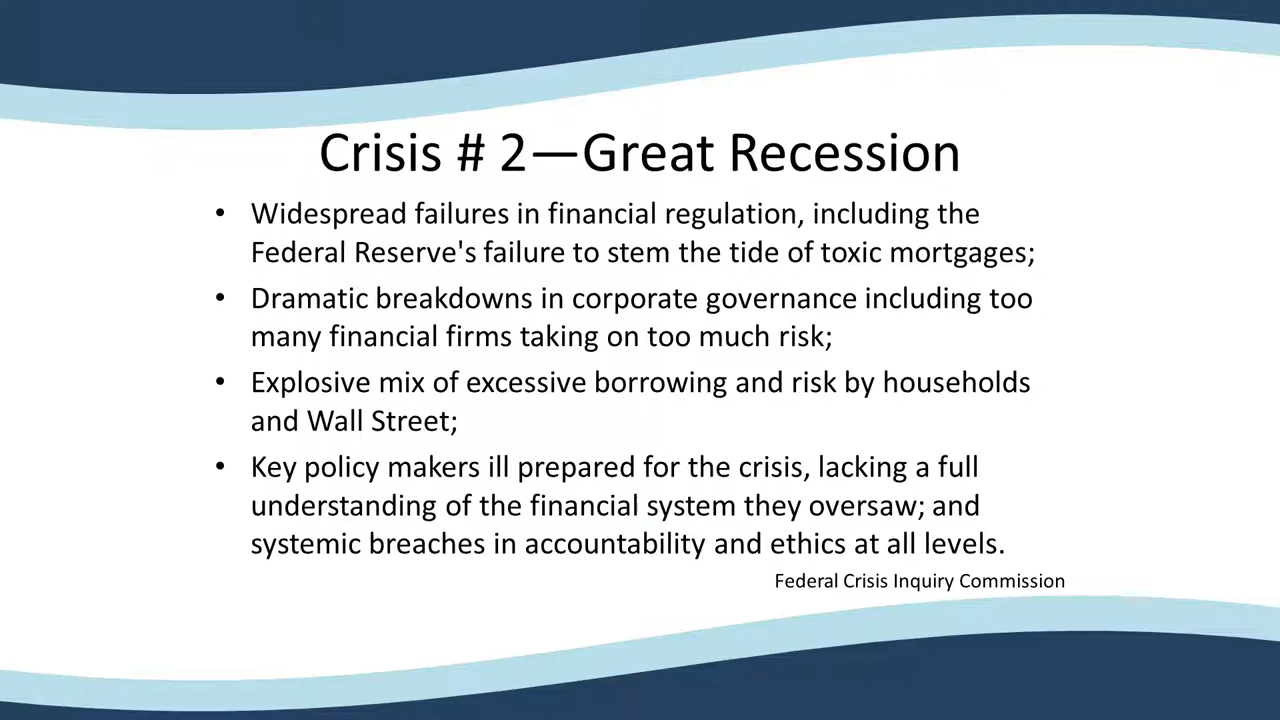 Crisis # 2—Great Recession
• Widespread failures in financial regulation, including the
Federal Reserve's failure to stem the tide of toxic mortgages;
• Dramatic breakdowns in corporate governance including too
many financial firms taking on too much risk;
• Explosive mix of excessive borrowing and risk by households
and Wall Street;
• Key policy makers ill prepared for the crisis, lacking a full
understanding of the financial system they oversaw; and
systemic breaches in accountability and ethics at all levels.
Federal Crisis Inquiry Commission